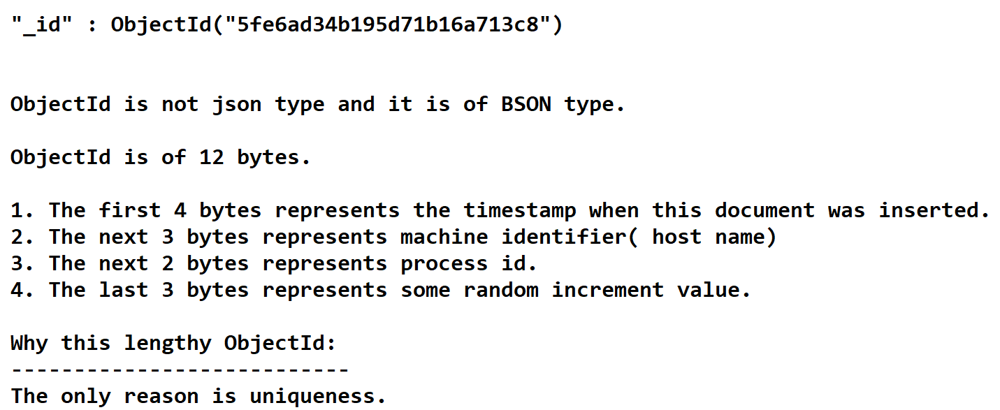 "_id" : ObjectId("5fe6ad34b195d71b16a713c8")
ObjectId is not json type and it is of BSON type.
ObjectId is of 12 bytes.
1. The first 4 bytes represents the timestamp when this document was inserted.
2. The next 3 bytes represents machine identifier( host name)
3. The next 2 bytes represents process id.
4. The last 3 bytes represents some random increment value.
Why this lengthy ObjectId:
---------------------------
The only reason is uniqueness.